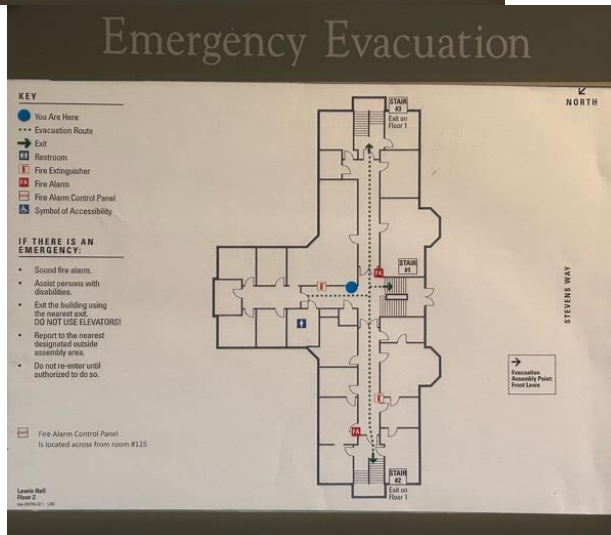 Emergency Evacuation
KEY
You Are Here
Evacuation Route
Exit
Restroom
Fire Extinguisher
FA
Fire Alarm
Fire Alarm Control Panel
Symbol of Accessibility
IF THERE IS AN
EMERGENCY:
• Sound fire alarm.
• Assist persons with
disabilities.
• Exit the building using
the nearest exit.
DO NOT USE ELEVATORS!
• Report to the nearest
designated outside
assembly area.
• Do not re-enter until
authorized to do so.
Fire Alarm Control Panel
is located across from room #125
Floor 2
STAIR
#3
Exit on
Floor 1
FA
STAIR
#1
FA
STAIR
#2
Exit on
Floor 1
NORTH
STEVENS WAY
Evacuation
Assembly Point:
Front Lawn